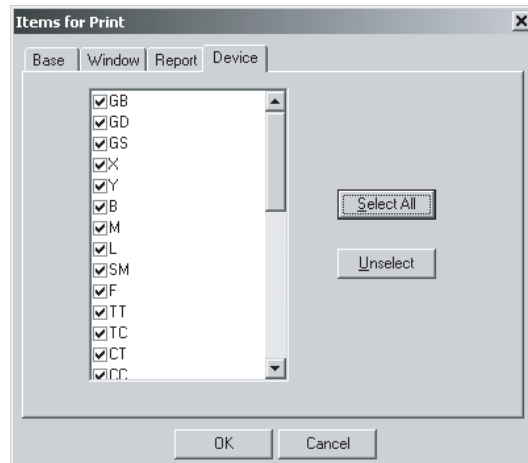 Items for Print
Base Window Report Device
GB
GD
GS
X
Y
B
M
L
SM
F
TT
TC
CT
CC
Select All
Unselect
OK Cancel